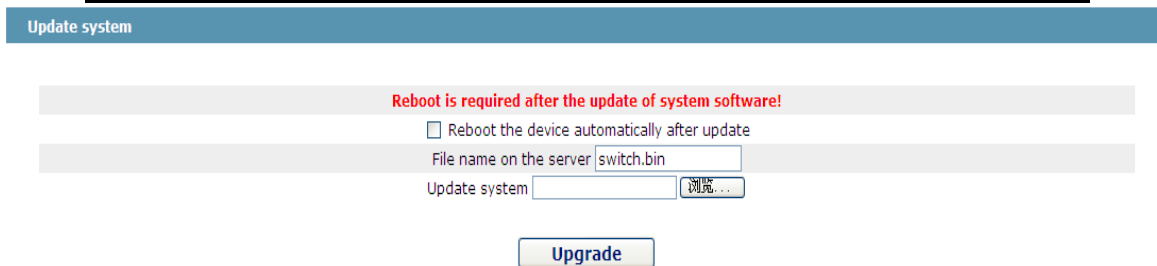 Update system
Reboot is required after the update of system software!
Reboot the device automatically after update
File name on the server switch.bin
Update system 浏览...
Upgrade